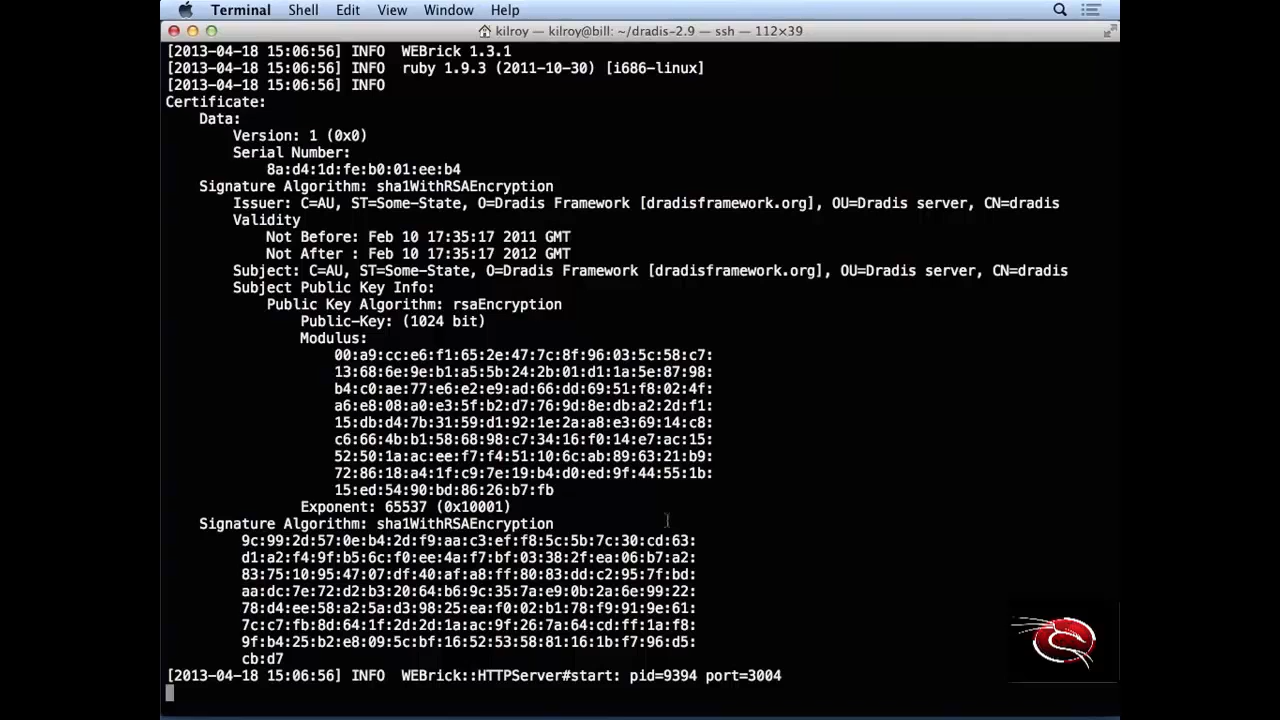 Terminal Shell Edit View Window Help
kilroy — kilroy@bill: ~/dradis-2.9 — ssh — 112×39
[2013-04-18 15:06:56] INFO  WEBrick 1.3.1
[2013-04-18 15:06:56] INFO  ruby 1.9.3 (2011-10-30) [i686-linux]
[2013-04-18 15:06:56] INFO
Certificate:
    Data:
        Version: 1 (0x0)
        Serial Number:
            8a:d4:1d:fe:b0:01:ee:b4
    Signature Algorithm: sha1WithRSAEncryption
        Issuer: C=AU, ST=Some-State, O=Dradis Framework [dradisframework.org], OU=Dradis server, CN=dradis
        Validity
            Not Before: Feb 10 17:35:17 2011 GMT
            Not After : Feb 10 17:35:17 2012 GMT
        Subject: C=AU, ST=Some-State, O=Dradis Framework [dradisframework.org], OU=Dradis server, CN=dradis
        Subject Public Key Info:
            Public Key Algorithm: rsaEncryption
                Public-Key: (1024 bit)
                Modulus:
                    00:a9:cc:e6:f1:65:2e:47:7c:8f:96:03:5c:58:c7:
                    13:68:6e:9e:b1:a5:5b:24:2b:01:d1:1a:5e:87:98:
                    b4:c0:ae:77:e6:e2:e9:ad:66:dd:69:51:f8:02:4f:
                    a6:e8:08:a0:e3:5f:b2:d7:76:9d:8e:db:a2:2d:f1:
                    15:db:d4:7b:31:59:d1:92:1e:2a:a8:e3:69:14:c8:
                    c6:66:4b:b1:58:68:98:c7:34:16:f0:14:e7:ac:15:
                    52:50:1a:ac:ee:f7:f4:51:10:6c:ab:89:63:21:b9:
                    72:86:18:a4:1f:c9:7e:19:b4:d0:ed:9f:44:55:1b:
                    15:ed:54:90:bd:86:26:b7:fb
                Exponent: 65537 (0x10001)
    Signature Algorithm: sha1WithRSAEncryption
         9c:99:2d:57:0e:b4:2d:f9:aa:c3:ef:f8:5c:5b:7c:30:cd:63:
         d1:a2:f4:9f:b5:6c:f0:ee:4a:f7:bf:03:38:2f:ea:06:b7:a2:
         83:75:10:95:47:07:df:40:af:a8:ff:80:83:dd:c2:95:7f:bd:
         aa:dc:7e:72:d2:b3:20:64:b6:9c:35:7a:e9:0b:2a:6e:99:22:
         78:d4:ee:58:a2:5a:d3:98:25:ea:f0:02:b1:78:f9:91:9e:61:
         7c:c7:fb:8d:64:1f:2d:2d:1a:ac:9f:26:7a:64:cd:ff:1a:f8:
         9f:b4:25:b2:e8:09:5c:bf:16:52:53:58:81:16:1b:f7:96:d5:
         cb:d7
[2013-04-18 15:06:56] INFO  WEBrick::HTTPServer#start: pid=9394 port=3004